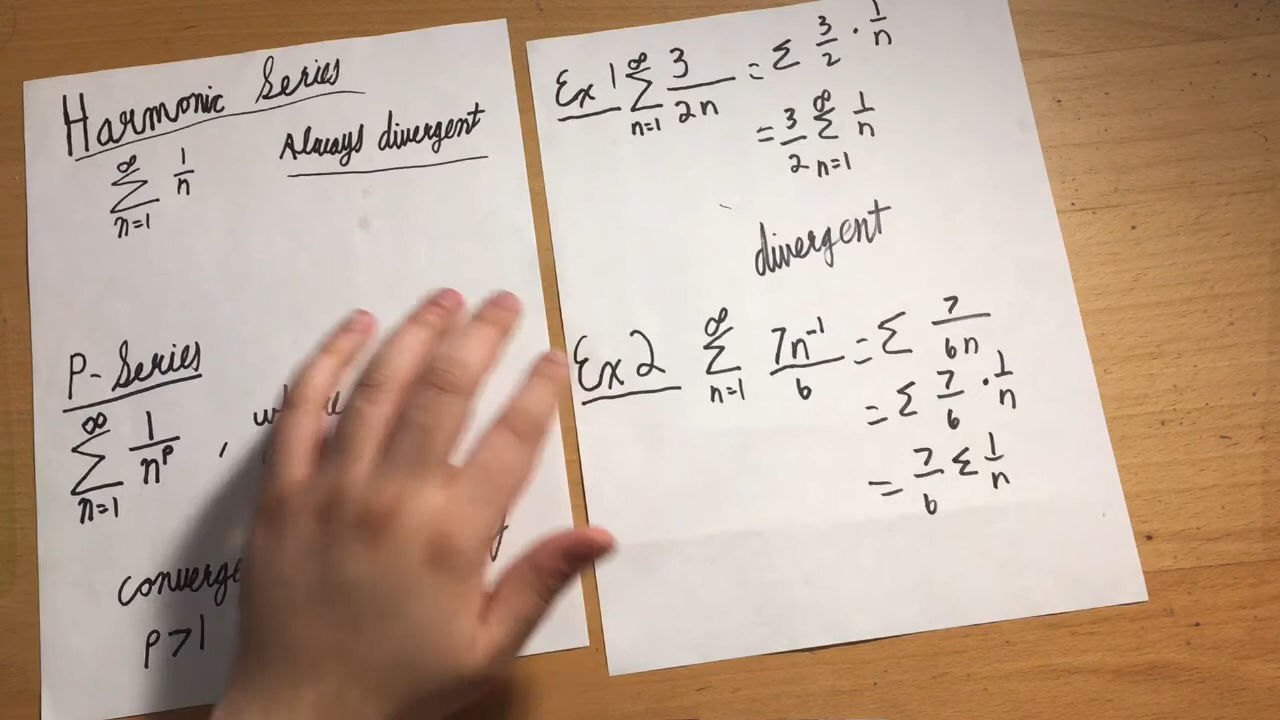 Harmonic Series
∞
Σ 1/n
n=1
Always divergent
P-Series
∞
Σ 1/n^p ,
n=1
p>1
Ex 1 ∞ Σ n=1 3/2n = Σ 3/2 · 1/n
= 3/2 ∞ Σ n=1 1/n
divergent
Ex 2 ∞ Σ n=1 7n^-1/6 = Σ 7/6n
= Σ 7/6 · 1/n
= 7/6 Σ 1/n